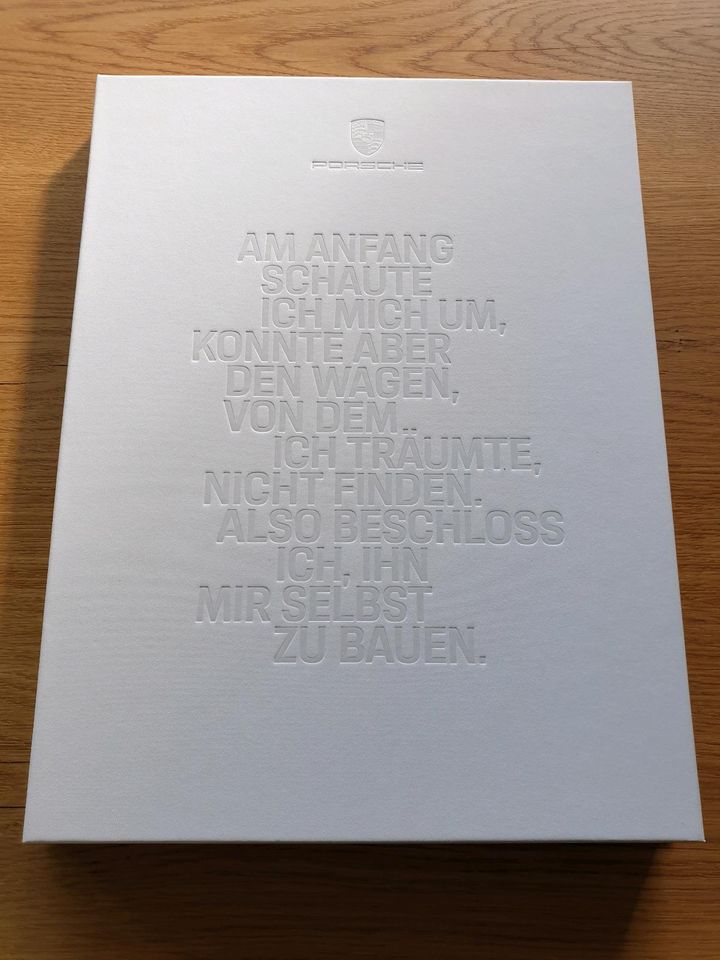 PORSCHE
AM ANFANG
SCHAUTE
ICH MICH UM,
KONNTE ABER
DEN WAGEN,
VON DEM
ICH TRÄUMTE,
NICHT FINDEN.
ALSO BESCHLOSS
ICH, IHN
MIR SELBST
ZU BAUEN.